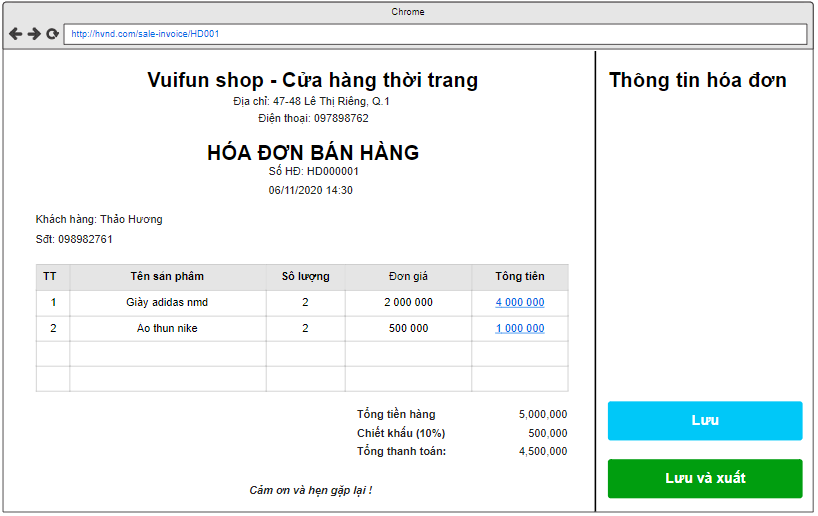 Chrome
http://hvnd.com/sale-invoice/HD001
Vuifun shop - Cửa hàng thời trang
Địa chỉ: 47-48 Lê Thị Riêng, Q.1
Điện thoại: 097898762
HÓA ĐƠN BÁN HÀNG
Số HĐ: HD000001
06/11/2020 14:30
Khách hàng: Thảo Hương
Sđt: 098982761
TT Tên sản phẩm Số lượng Đơn giá Tổng tiền
1 Giày adidas nmd 2 2 000 000 4 000 000
2 Ao thun nike 2 500 000 1 000 000
Tổng tiền hàng 5,000,000
Chiết khấu (10%) 500,000
Tổng thanh toán: 4,500,000
Cảm ơn và hẹn gặp lại !
Thông tin hóa đơn
Lưu
Lưu và xuất